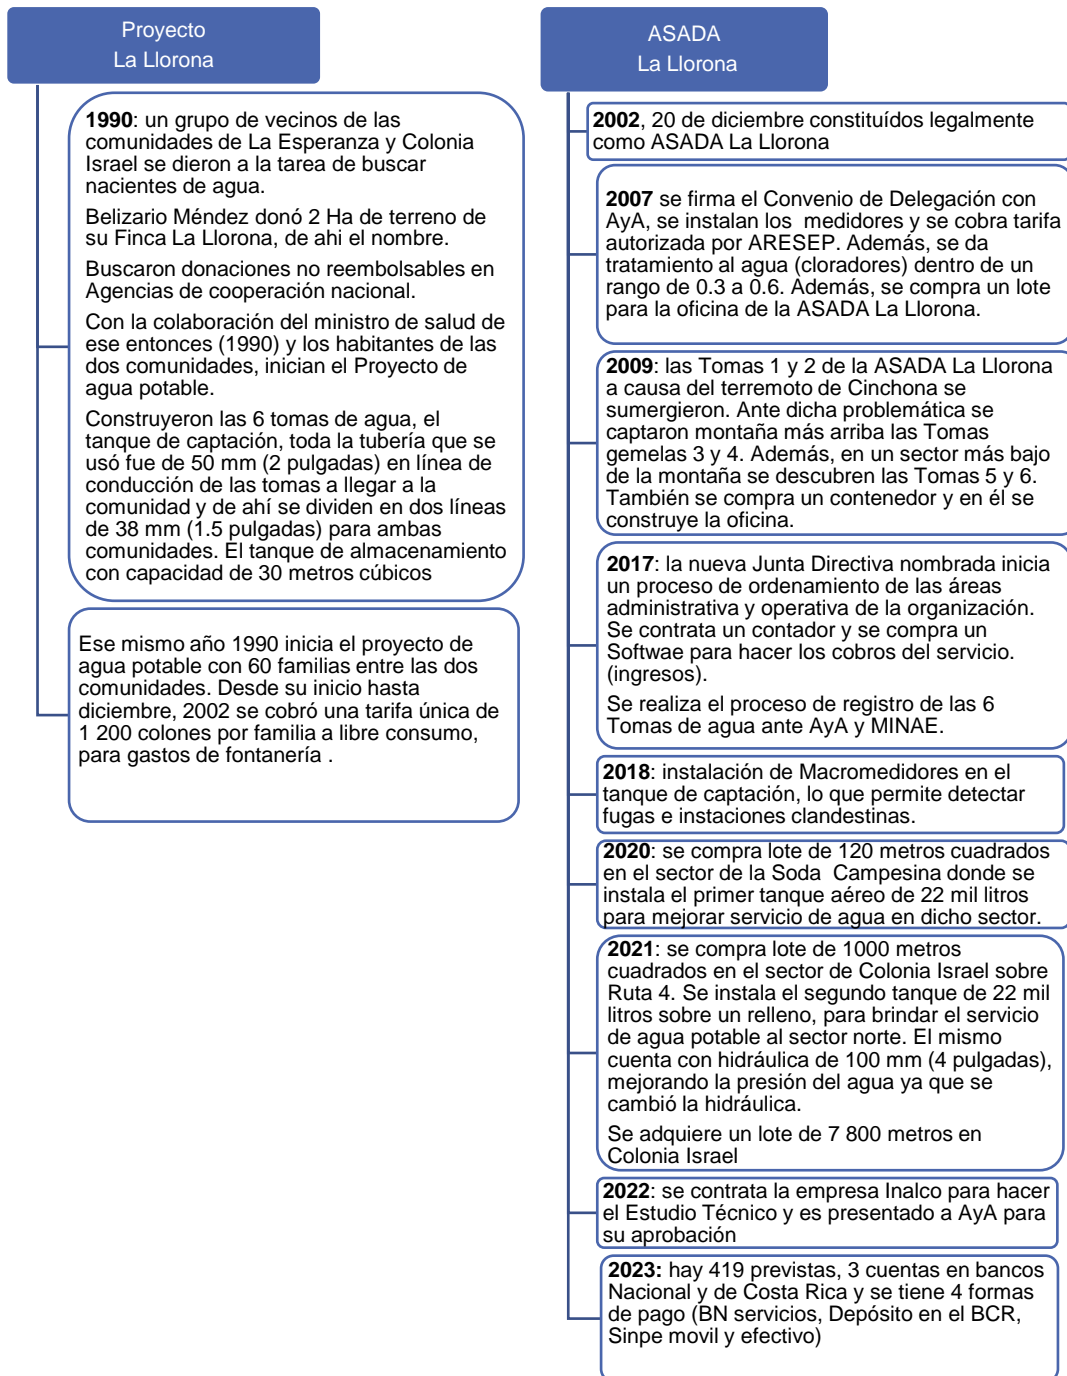 Proyecto
La Llorona
1990: un grupo de vecinos de las
comunidades de La Esperanza y Colonia
Israel se dieron a la tarea de buscar
nacientes de agua.
Belizario Méndez donó 2 Ha de terreno de
su Finca La Llorona, de ahi el nombre.
Buscaron donaciones no reembolsables en
Agencias de cooperación nacional.
Con la colaboración del ministro de salud de
ese entonces (1990) y los habitantes de las
dos comunidades, inician el Proyecto de
agua potable.
Construyeron las 6 tomas de agua, el
tanque de captación, toda la tubería que se
usó fue de 50 mm (2 pulgadas) en línea de
conducción de las tomas a llegar a la
comunidad y de ahí se dividen en dos líneas
de 38 mm (1.5 pulgadas) para ambas
comunidades. El tanque de almacenamiento
con capacidad de 30 metros cúbicos
Ese mismo año 1990 inicia el proyecto de
agua potable con 60 familias entre las dos
comunidades. Desde su inicio hasta
diciembre, 2002 se cobró una tarifa única de
1 200 colones por familia a libre consumo,
para gastos de fontanería .
ASADA
La Llorona
2002, 20 de diciembre constituídos legalmente
como ASADA La Llorona
2007 se firma el Convenio de Delegación con
AyA, se instalan los medidores y se cobra tarifa
autorizada por ARESEP. Además, se da
tratamiento al agua (cloradores) dentro de un
rango de 0.3 a 0.6. Además, se compra un lote
para la oficina de la ASADA La Llorona.
2009: las Tomas 1 y 2 de la ASADA La Llorona
a causa del terremoto de Cinchona se
sumergieron. Ante dicha problemática se
captaron montaña más arriba las Tomas
gemelas 3 y 4. Además, en un sector más bajo
de la montaña se descubren las Tomas 5 y 6.
También se compra un contenedor y en él se
construye la oficina.
2017: la nueva Junta Directiva nombrada inicia
un proceso de ordenamiento de las áreas
administrativa y operativa de la organización.
Se contrata un contador y se compra un
Softwae para hacer los cobros del servicio.
(ingresos).
Se realiza el proceso de registro de las 6
Tomas de agua ante AyA y MINAE.
2018: instalación de Macromedidores en el
tanque de captación, lo que permite detectar
fugas e instaciones clandestinas.
2020: se compra lote de 120 metros cuadrados
en el sector de la Soda Campesina donde se
instala el primer tanque aéreo de 22 mil litros
para mejorar servicio de agua en dicho sector.
2021: se compra lote de 1000 metros
cuadrados en el sector de Colonia Israel sobre
Ruta 4. Se instala el segundo tanque de 22 mil
litros sobre un relleno, para brindar el servicio
de agua potable al sector norte. El mismo
cuenta con hidráulica de 100 mm (4 pulgadas),
mejorando la presión del agua ya que se
cambió la hidráulica.
Se adquiere un lote de 7 800 metros en
Colonia Israel
2022: se contrata la empresa Inalco para hacer
el Estudio Técnico y es presentado a AyA para
su aprobación
2023: hay 419 previstas, 3 cuentas en bancos
Nacional y de Costa Rica y se tiene 4 formas
de pago (BN servicios, Depósito en el BCR,
Sinpe movil y efectivo)